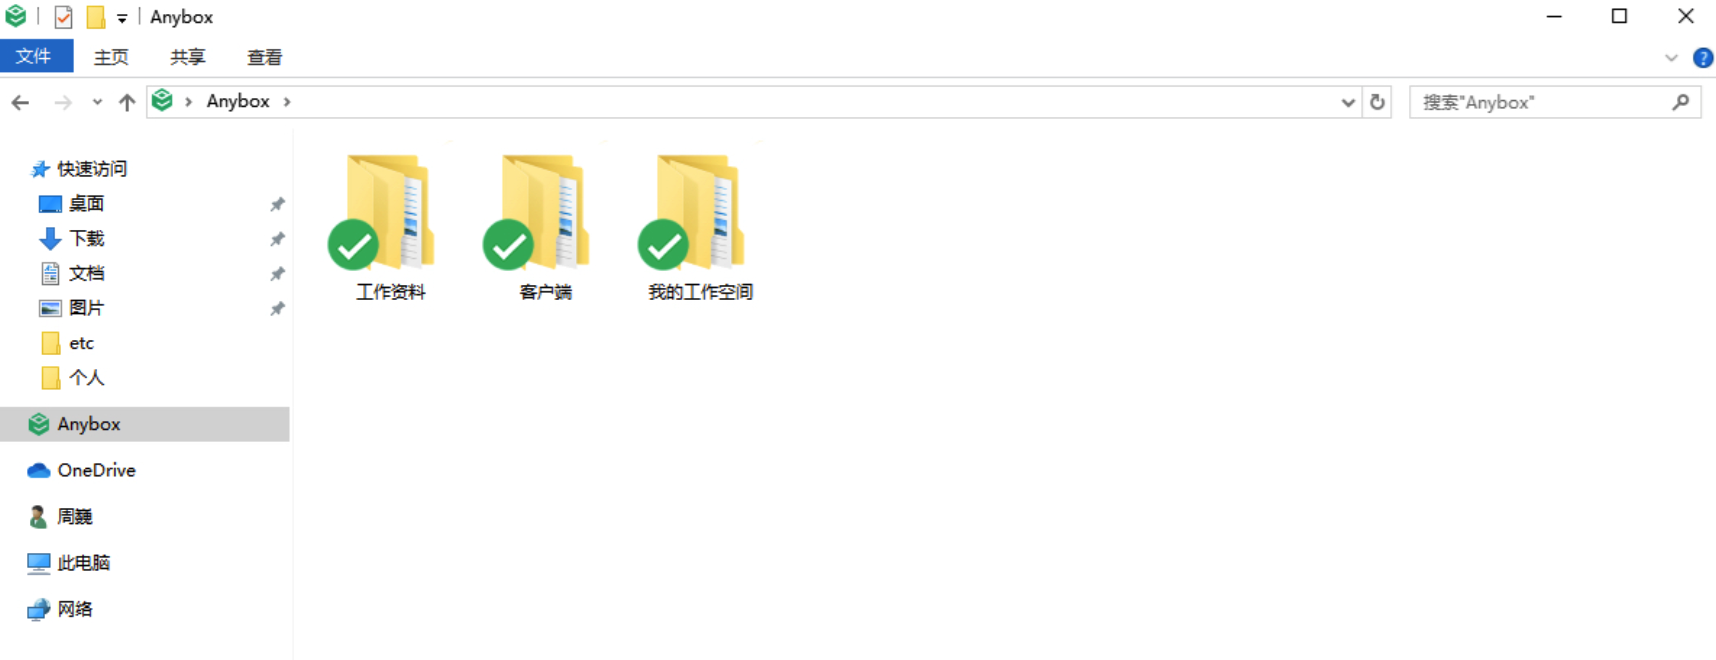 Anybox
文件 主页 共享 查看
Anybox
搜索"Anybox"
快速访问
桌面
下载
文档
图片
etc
个人
Anybox
OneDrive
周巍
此电脑
网络
工作资料 客户端 我的工作空间